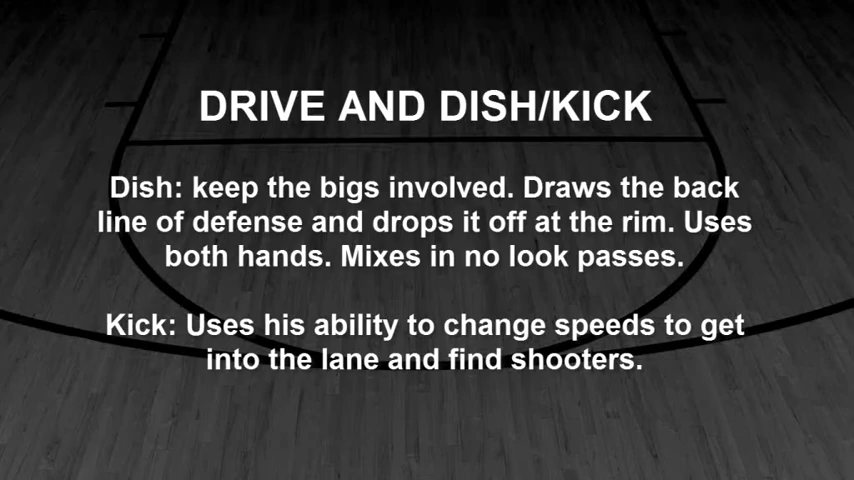 DRIVE AND DISH/KICK
Dish: keep the bigs involved. Draws the back
line of defense and drops it off at the rim. Uses
both hands. Mixes in no look passes.
Kick: Uses his ability to change speeds to get
into the lane and find shooters.